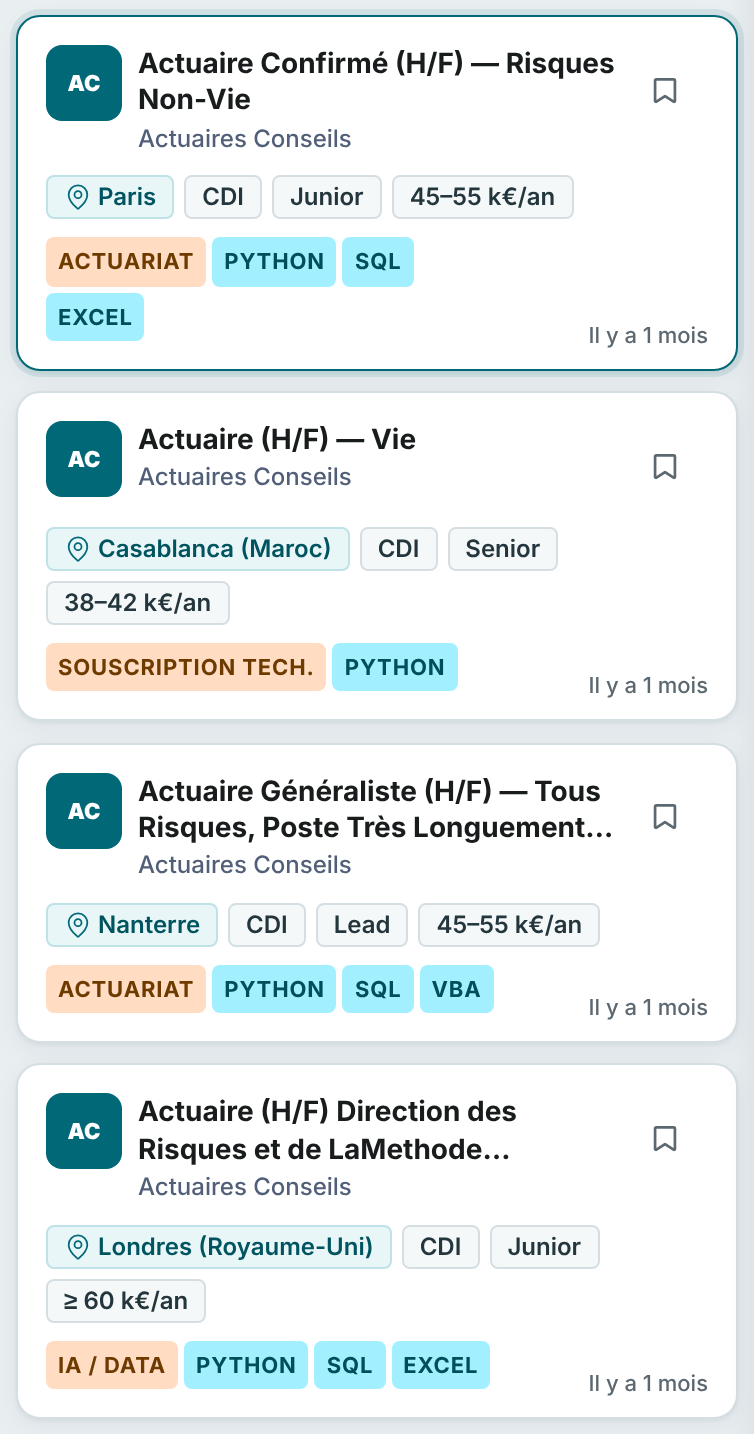 AC
Actuaire Confirmé (H/F) — Risques
Non-Vie
Actuaires Conseils
Paris CDI Junior 45–55 k€/an
ACTUARIAT PYTHON SQL
EXCEL
Il y a 1 mois
AC
Actuaire (H/F) — Vie
Actuaires Conseils
Casablanca (Maroc) CDI Senior
38–42 k€/an
SOUSCRIPTION TECH. PYTHON
Il y a 1 mois
AC
Actuaire Généraliste (H/F) — Tous
Risques, Poste Très Longuement...
Actuaires Conseils
Nanterre CDI Lead 45–55 k€/an
ACTUARIAT PYTHON SQL VBA
Il y a 1 mois
AC
Actuaire (H/F) Direction des
Risques et de LaMethode...
Actuaires Conseils
Londres (Royaume-Uni) CDI Junior
≥ 60 k€/an
IA / DATA PYTHON SQL EXCEL
Il y a 1 mois